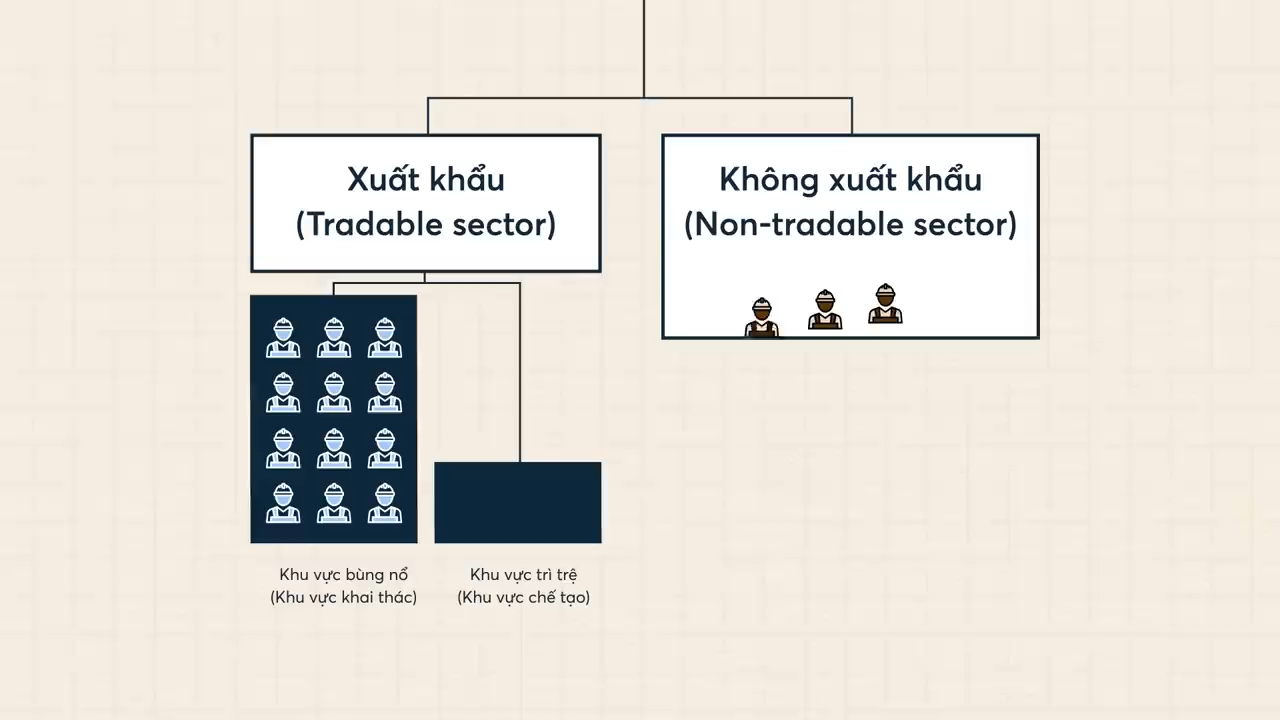 Xuất khẩu
(Tradable sector)
Không xuất khẩu
(Non-tradable sector)
Khu vực bùng nổ
(Khu vực khai thác)
Khu vực trì trệ
(Khu vực chế tạo)